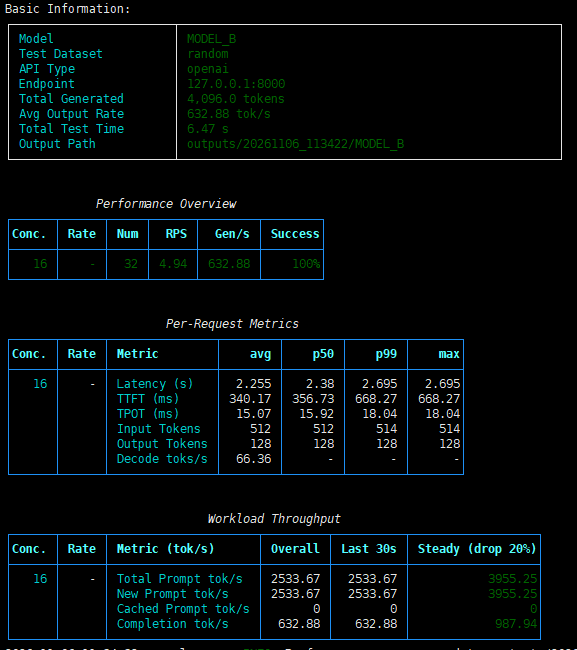 Basic Information:
Model MODEL_B
Test Dataset random
API Type openai
Endpoint 127.0.0.1:8000
Total Generated 4,096.0 tokens
Avg Output Rate 632.88 tok/s
Total Test Time 6.47 s
Output Path outputs/20261106_113422/MODEL_B
Performance Overview
Conc. Rate Num RPS Gen/s Success
16 - 32 4.94 632.88 100%
Per-Request Metrics
Conc. Rate Metric avg p50 p99 max
16 - Latency (s) 2.255 2.38 2.695 2.695
TTFT (ms) 340.17 356.73 668.27 668.27
TPOT (ms) 15.07 15.92 18.04 18.04
Input Tokens 512 512 514 514
Output Tokens 128 128 128 128
Decode toks/s 66.36 - - -
Workload Throughput
Conc. Rate Metric (tok/s) Overall Last 30s Steady (drop 20%)
16 - Total Prompt tok/s 2533.67 2533.67 3955.25
New Prompt tok/s 2533.67 2533.67 3955.25
Cached Prompt tok/s 0 0 0
Completion tok/s 632.88 632.88 987.94